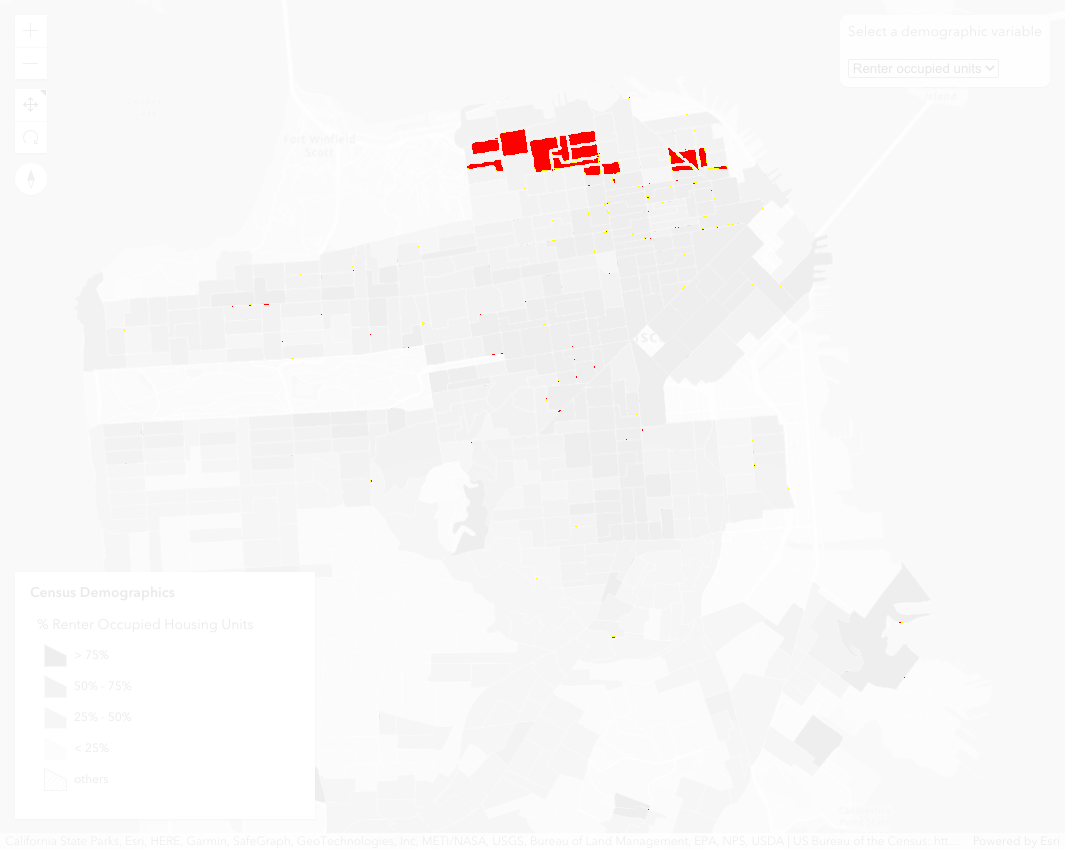 Select a demographic variable
Renter occupied units
Fort Winfield
Scott
SC
Census Demographics
% Renter Occupied Housing Units
> 75%
50% - 75%
25% - 50%
< 25%
others
California State Parks, Esri, HERE, Garmin, SafeGraph, GeoTechnologies, Inc, METI/NASA, USGS, Bureau of Land Management, EPA, NPS, USDA | US Bureau of the Census: htt... Powered by Esri